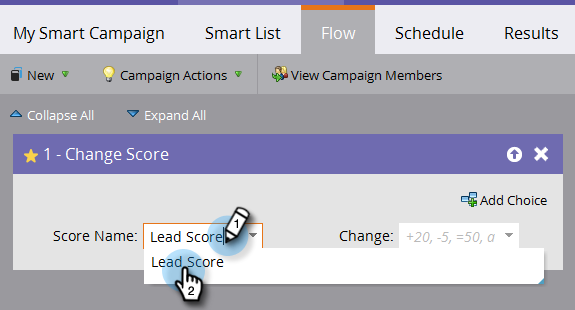 My Smart Campaign Smart List Flow Schedule Results
New Campaign Actions View Campaign Members
Collapse All Expand All
1 - Change Score
Add Choice
Score Name: Lead Score Change: +20, -5, =50, a
1
Lead Score
2